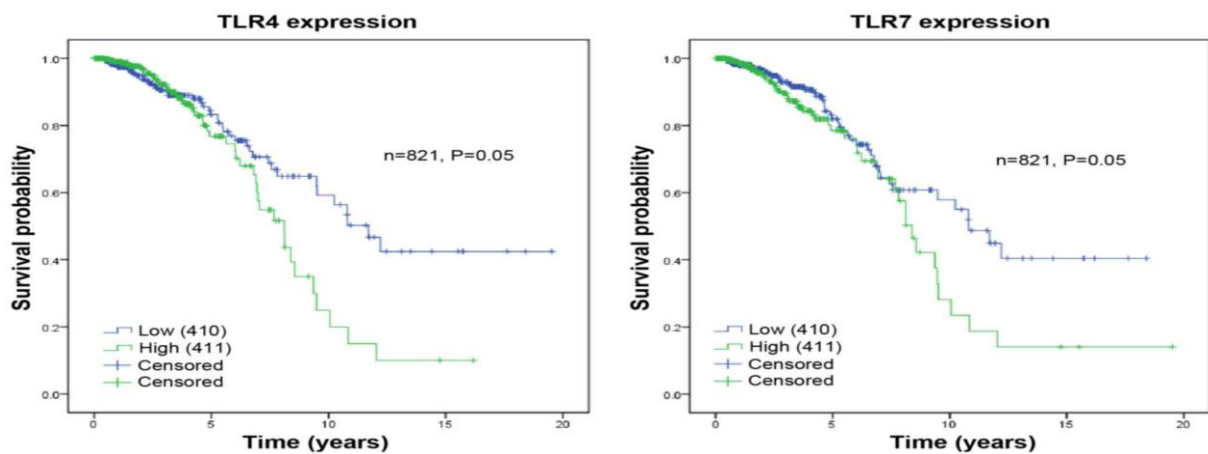 TLR4 expression
Survival probability
1.0
0.8
0.6
0.4
0.2
0.0
n=821, P=0.05
Low (410)
High (411)
Censored
Censored
0 5 10 15 20
Time (years)
TLR7 expression
Survival probability
1.0
0.8
0.6
0.4
0.2
0.0
n=821, P=0.05
Low (410)
High (411)
Censored
Censored
0 5 10 15 20
Time (years)